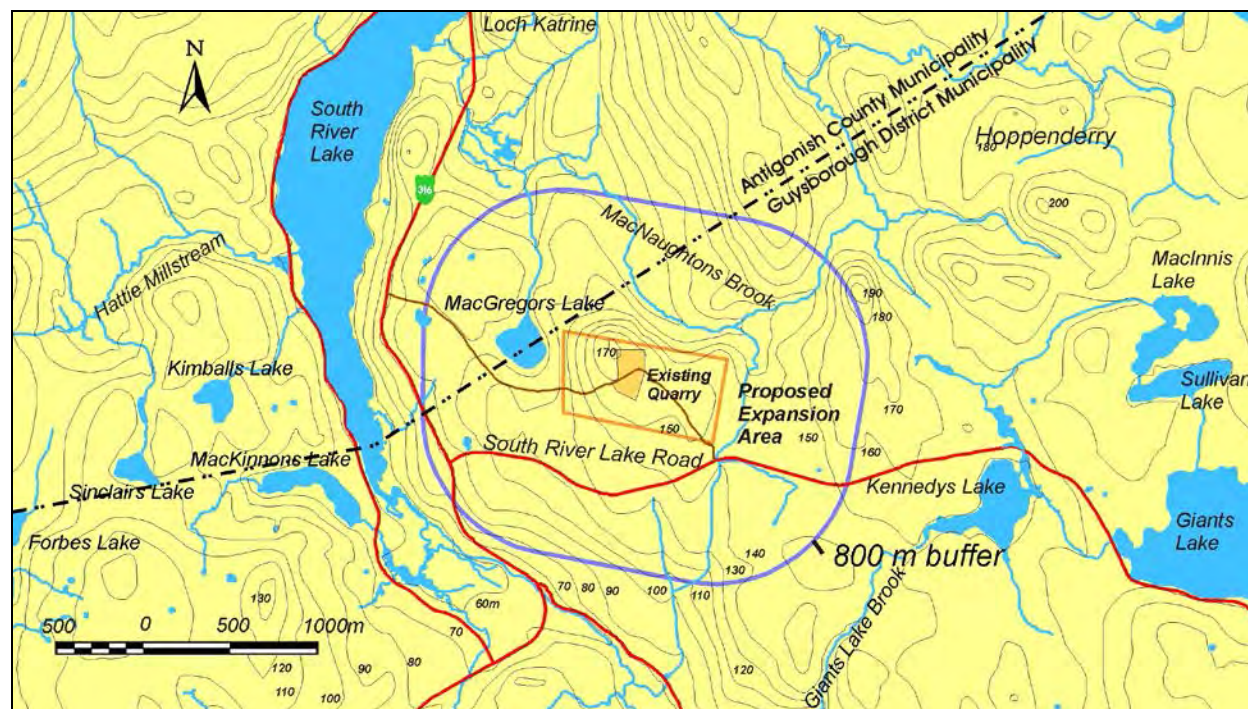 Loch Katrine
N
South
River
Lake
Antigonish County Municipality
Guysborough District Municipality
Hoppenderry
180
200
316
MacNaughtons Brook
Hattie Millstream
MacInnis
Lake
190
180
MacGregors Lake
170
Kimballs Lake
Existing
Quarry
Sullivan
Lake
Proposed
Expansion
Area
170
150
150
160
South River Lake Road
MacKinnons Lake
Sinclairs Lake
Kennedys Lake
Forbes Lake
Giants
Lake
800 m buffer
140
130
110
100
90
80
70
60m
130
70
80
90
100
110
120
120
Giants Lake Brook
500 0 500 1000m